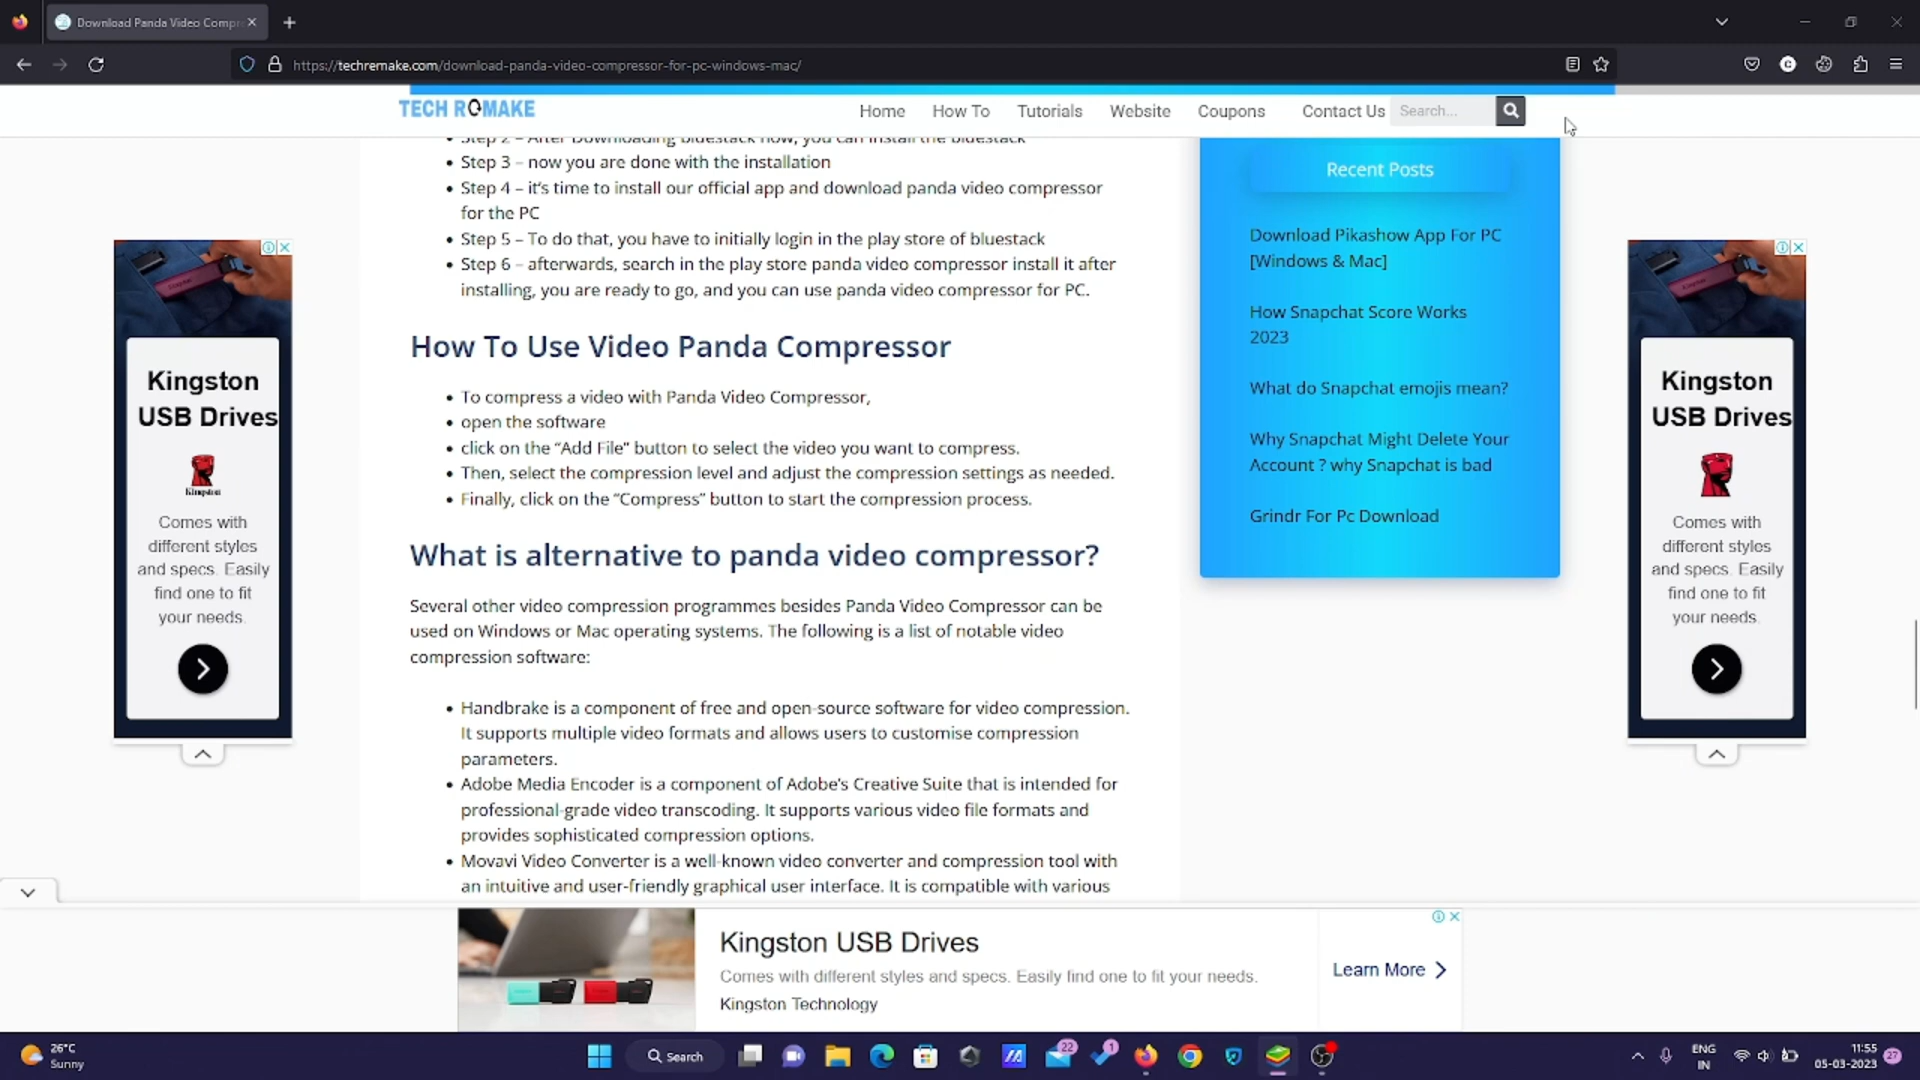 Download Panda Video Compr
https://techremake.com/download-panda-video-compressor-for-pc-windows-mac/
TECH REMAKE
Home How To Tutorials Website Coupons Contact Us Search...
Step 2 – After Downloading bluestack now, you can install the bluestack
Step 3 – now you are done with the installation
Step 4 – it's time to install our official app and download panda video compressor
for the PC
Step 5 – To do that, you have to initially login in the play store of bluestack
Step 6 – afterwards, search in the play store panda video compressor install it after
installing, you are ready to go, and you can use panda video compressor for PC.
How To Use Video Panda Compressor
To compress a video with Panda Video Compressor,
open the software
click on the “Add File” button to select the video you want to compress.
Then, select the compression level and adjust the compression settings as needed.
Finally, click on the “Compress” button to start the compression process.
What is alternative to panda video compressor?
Several other video compression programmes besides Panda Video Compressor can be
used on Windows or Mac operating systems. The following is a list of notable video
compression software:
Handbrake is a component of free and open-source software for video compression.
It supports multiple video formats and allows users to customise compression
parameters.
Adobe Media Encoder is a component of Adobe's Creative Suite that is intended for
professional-grade video transcoding. It supports various video file formats and
provides sophisticated compression options.
Movavi Video Converter is a well-known video converter and compression tool with
an intuitive and user-friendly graphical user interface. It is compatible with various
Recent Posts
Download Pikashow App For PC
[Windows & Mac]
How Snapchat Score Works
2023
What do Snapchat emojis mean?
Why Snapchat Might Delete Your
Account ? why Snapchat is bad
Grindr For Pc Download
Kingston
USB Drives
Kingston
Comes with
different styles
and specs. Easily
find one to fit
your needs.
Kingston
USB Drives
Comes with
different styles
and specs. Easily
find one to fit
your needs.
Kingston USB Drives
Comes with different styles and specs. Easily find one to fit your needs.
Kingston Technology
Learn More
26°C
Sunny
Search
22
1
ENG
IN
11:55
05-03-2023
27